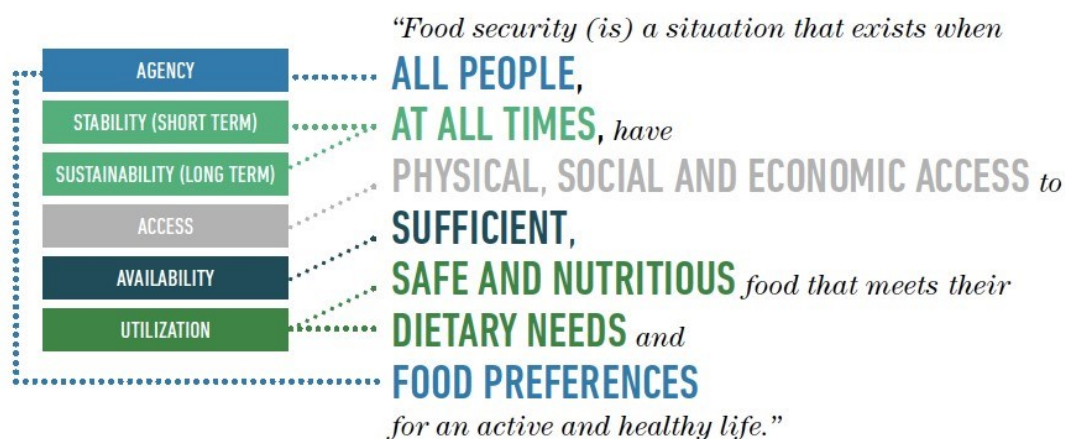 “Food security (is) a situation that exists when
AGENCY
ALL PEOPLE,
STABILITY (SHORT TERM)
AT ALL TIMES, have
SUSTAINABILITY (LONG TERM)
PHYSICAL, SOCIAL AND ECONOMIC ACCESS to
ACCESS
SUFFICIENT,
AVAILABILITY
SAFE AND NUTRITIOUS food that meets their
UTILIZATION
DIETARY NEEDS and
FOOD PREFERENCES
for an active and healthy life.”